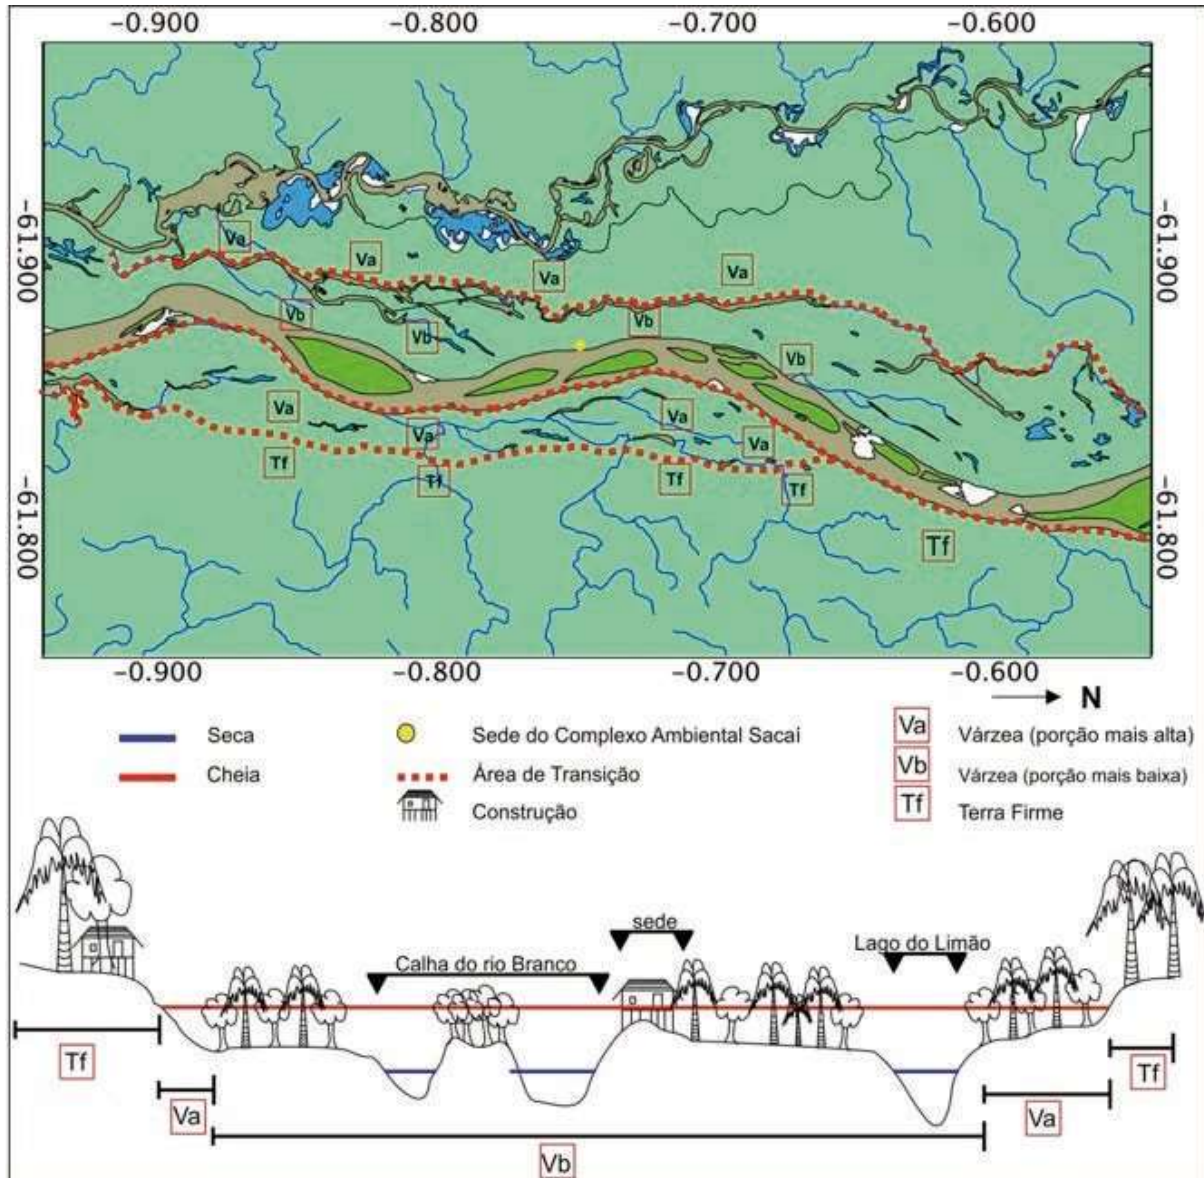 −0.900 −0.800 −0.700 −0.600
−61.900
−61.900
−61.800
−61.800
Va
Va
Va
Va
Vb
Vb
Vb
Vb
Va
Va
Va
Va
Tf
Tf
Tf
Tf
Tf
−0.900 −0.800 −0.700 −0.600
N
Seca
Cheia
Sede do Complexo Ambiental Sacaí
Área de Transição
Construção
Va Várzea (porção mais alta)
Vb Várzea (porção mais baixa)
Tf Terra Firme
sede
Calha do rio Branco
Lago do Limão
Tf
Va
Vb
Va
Tf